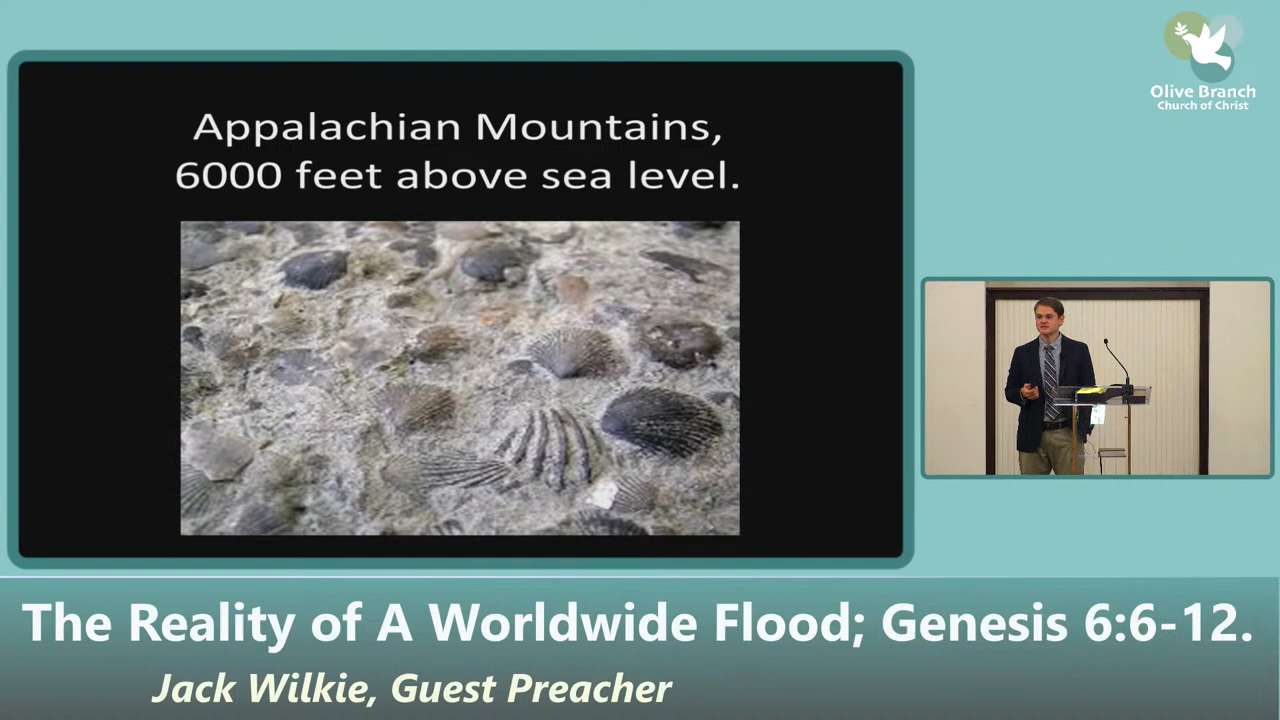 Olive Branch
Church of Christ
Appalachian Mountains,
6000 feet above sea level.
The Reality of A Worldwide Flood; Genesis 6:6-12.
Jack Wilkie, Guest Preacher